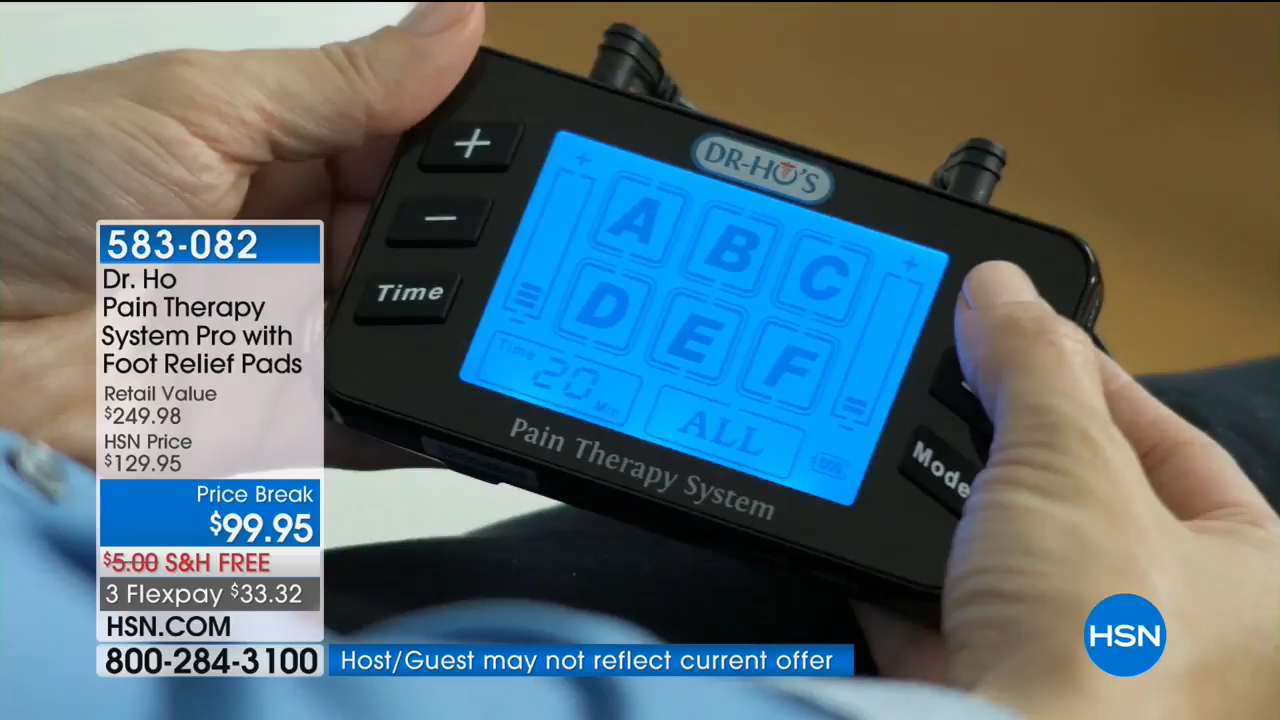 583-082
Dr. Ho
Pain Therapy
System Pro with
Foot Relief Pads
Retail Value
$249.98
HSN Price
$129.95
Price Break
$99.95
$5.00 S&H FREE
3 Flexpay $33.32
HSN.COM
800-284-3100
Host/Guest may not reflect current offer
HSN
DR-HO'S
+
−
Time
+ +
A B C
D E F
Time 20 Min
ALL
Pain Therapy System
Mode